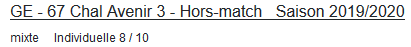 GE - 67 Chal Avenir 3 - Hors-match Saison 2019/2020
mixte Individuelle 8 / 10